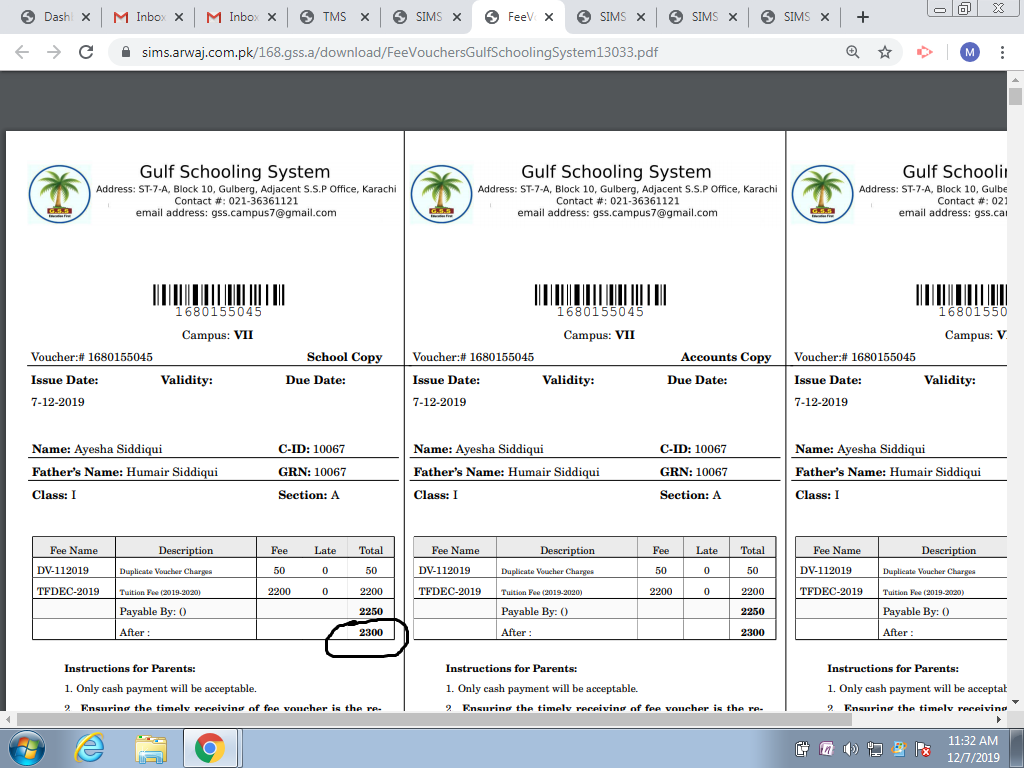 Dash Inbox Inbox TMS SIMS FeeV SIMS SIMS SIMS
sims.arwaj.com.pk/168.gss.a/download/FeeVouchersGulfSchoolingSystem13033.pdf M
Gulf Schooling System
Address: ST-7-A, Block 10, Gulberg, Adjacent S.S.P Office, Karachi
Contact #: 021-36361121
email address: gss.campus7@gmail.com
G.S.S
1680155045
Campus: VII
Voucher:# 1680155045 School Copy
Issue Date: Validity: Due Date:
7-12-2019
Name: Ayesha Siddiqui C-ID: 10067
Father's Name: Humair Siddiqui GRN: 10067
Class: I Section: A
Fee Name Description Fee Late Total
DV-112019 Duplicate Voucher Charges 50 0 50
TFDEC-2019 Tuition Fee (2019-2020) 2200 0 2200
Payable By: () 2250
After : 2300
Instructions for Parents:
1. Only cash payment will be acceptable.
2. Ensuring the timely receiving of fee voucher is the re-
Gulf Schooling System
Address: ST-7-A, Block 10, Gulberg, Adjacent S.S.P Office, Karachi
Contact #: 021-36361121
email address: gss.campus7@gmail.com
G.S.S
1680155045
Campus: VII
Voucher:# 1680155045 Accounts Copy
Issue Date: Validity: Due Date:
7-12-2019
Name: Ayesha Siddiqui C-ID: 10067
Father's Name: Humair Siddiqui GRN: 10067
Class: I Section: A
Fee Name Description Fee Late Total
DV-112019 Duplicate Voucher Charges 50 0 50
TFDEC-2019 Tuition Fee (2019-2020) 2200 0 2200
Payable By: () 2250
After : 2300
Instructions for Parents:
1. Only cash payment will be acceptable.
2. Ensuring the timely receiving of fee voucher is the re-
Gulf Schoolin
Address: ST-7-A, Block 10, Gulbe
Contact #: 02
email address: gss.ca
G.S.S
168015504
Campus: V
Voucher:# 1680155045
Issue Date: Validity:
7-12-2019
Name: Ayesha Siddiqui
Father's Name: Humair Siddiqui
Class: I
Fee Name Description
DV-112019 Duplicate Voucher Charges
TFDEC-2019 Tuition Fee (2019-2020)
Payable By: ()
After :
Instructions for Parents:
1. Only cash payment will be acceptab
2. Ensuring the timely receiving
11:32 AM
12/7/2019